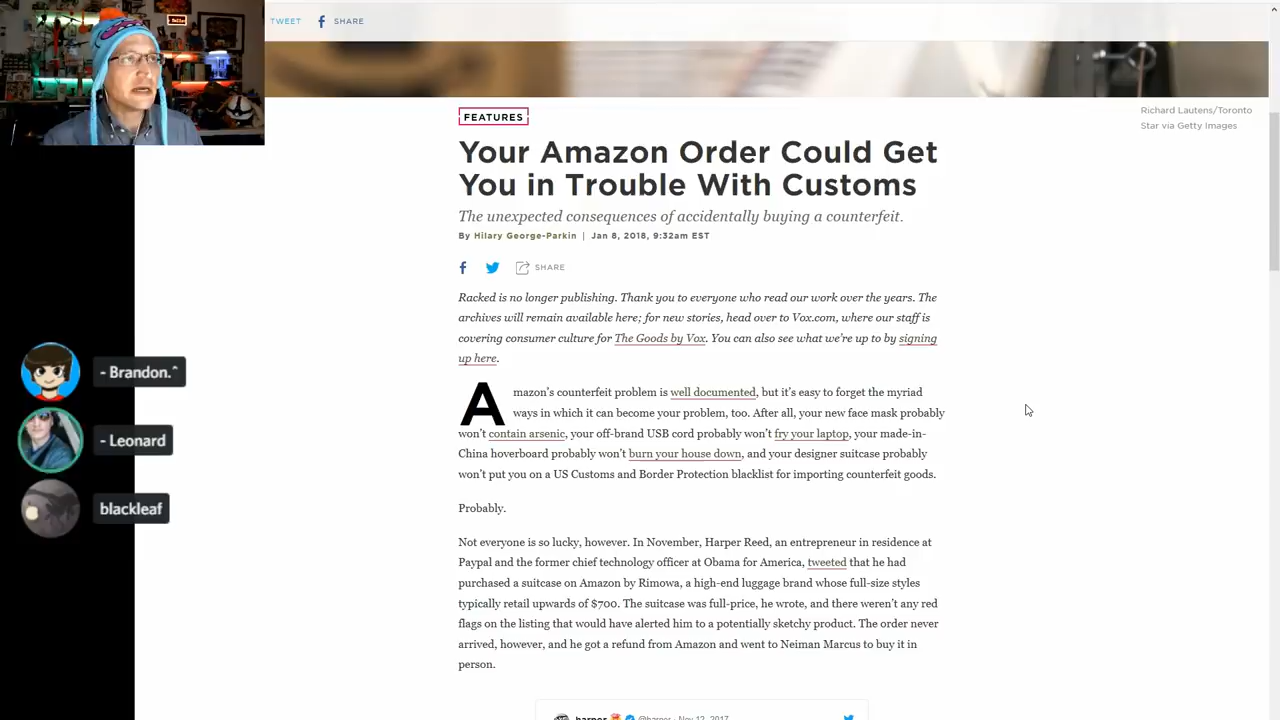 TWEET SHARE
Richard Lautens/Toronto
Star via Getty Images
FEATURES
Your Amazon Order Could Get
You in Trouble With Customs
The unexpected consequences of accidentally buying a counterfeit.
By Hilary George-Parkin | Jan 8, 2018, 9:32am EST
SHARE
Racked is no longer publishing. Thank you to everyone who read our work over the years. The
archives will remain available here; for new stories, head over to Vox.com, where our staff is
covering consumer culture for The Goods by Vox. You can also see what we're up to by signing
up here.
Amazon's counterfeit problem is well documented, but it's easy to forget the myriad
ways in which it can become your problem, too. After all, your new face mask probably
won't contain arsenic, your off-brand USB cord probably won't fry your laptop, your made-in-
China hoverboard probably won't burn your house down, and your designer suitcase probably
won't put you on a US Customs and Border Protection blacklist for importing counterfeit goods.
Probably.
Not everyone is so lucky, however. In November, Harper Reed, an entrepreneur in residence at
Paypal and the former chief technology officer at Obama for America, tweeted that he had
purchased a suitcase on Amazon by Rimowa, a high-end luggage brand whose full-size styles
typically retail upwards of $700. The suitcase was full-price, he wrote, and there weren't any red
flags on the listing that would have alerted him to a potentially sketchy product. The order never
arrived, however, and he got a refund from Amazon and went to Neiman Marcus to buy it in
person.
harper @harper · Nov 12, 2017
- Brandon.^
- Leonard
blackleaf